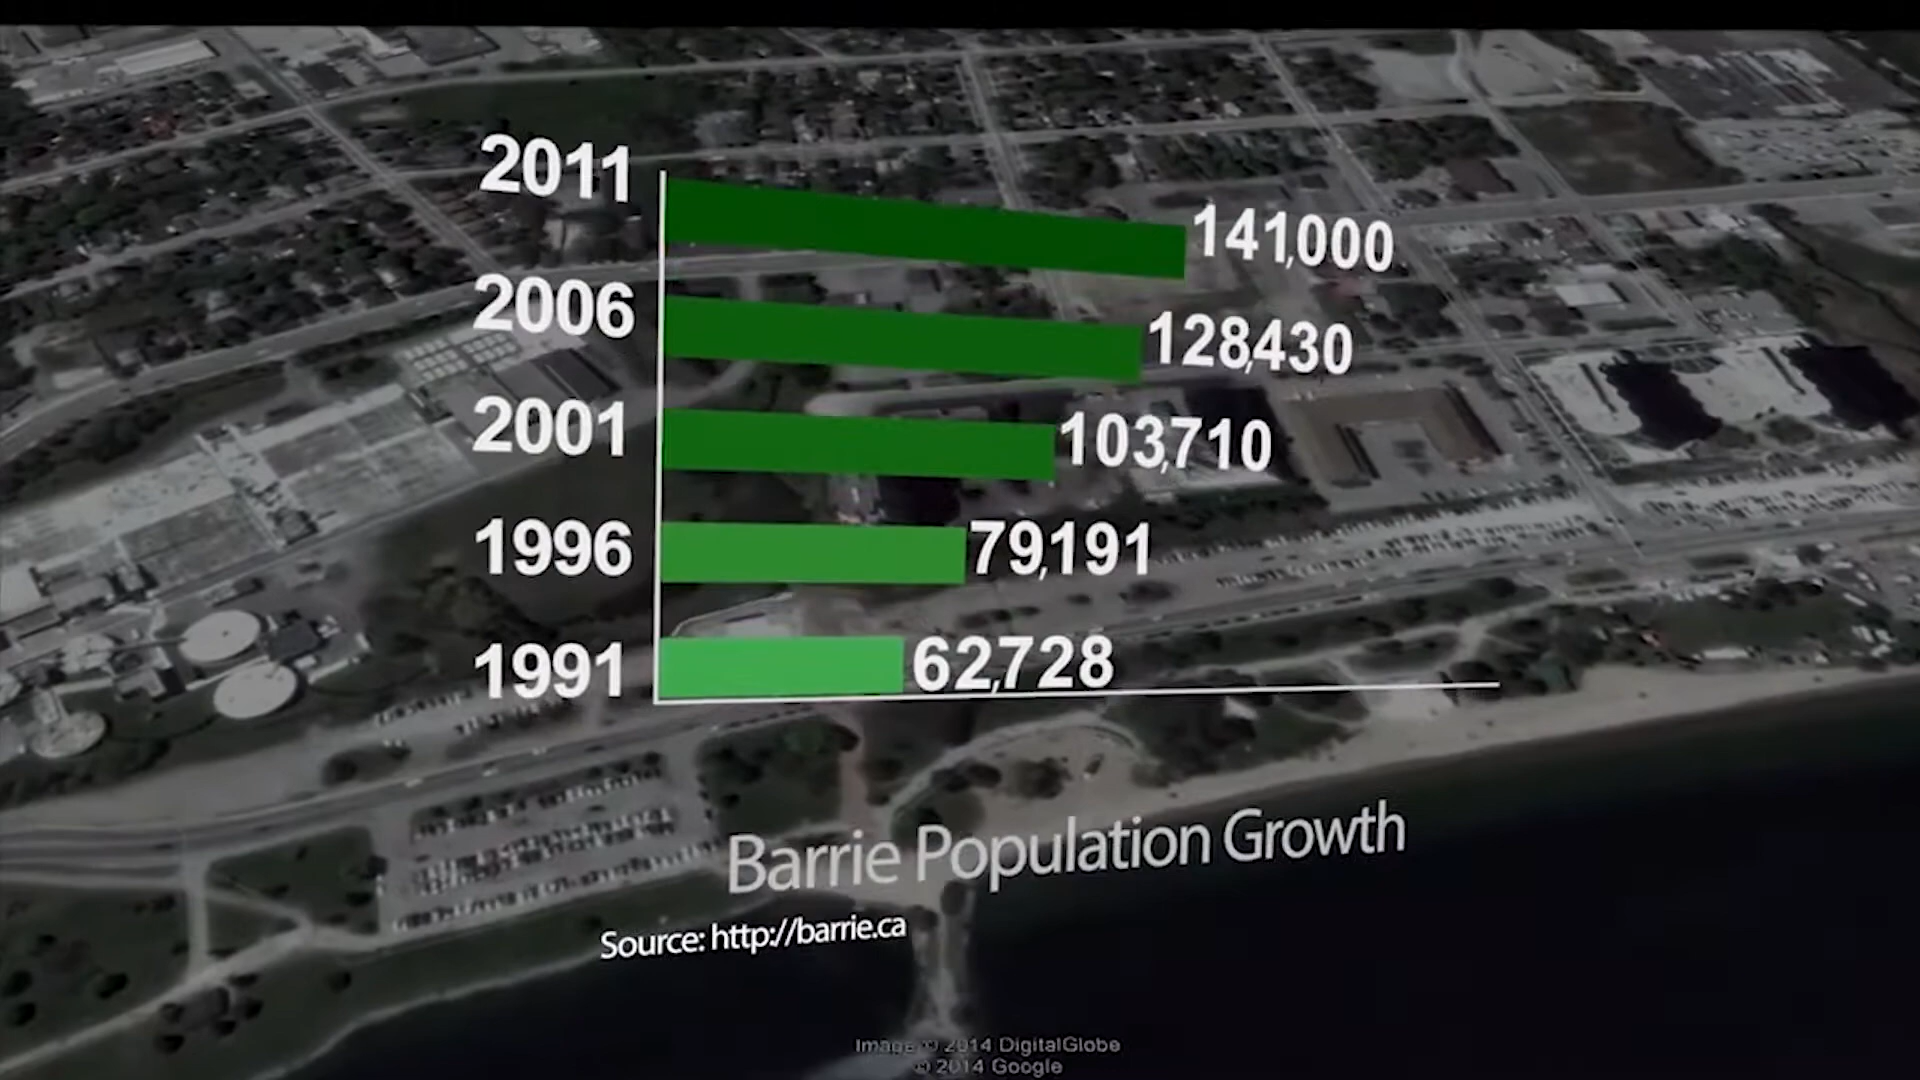 2011 141,000
2006 128,430
2001 103,710
1996 79,191
1991 62,728
Barrie Population Growth
Source: http://barrie.ca
Image © 2014 DigitalGlobe
© 2014 Google